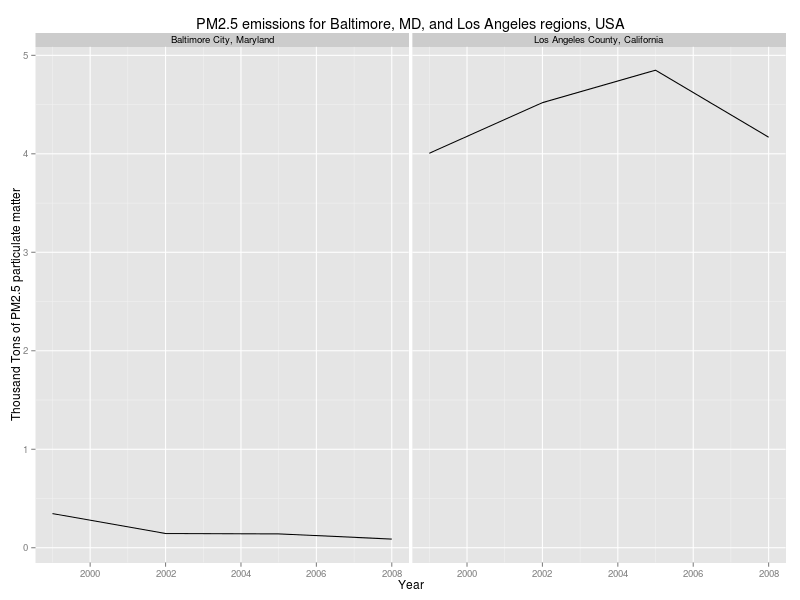 PM2.5 emissions for Baltimore, MD, and Los Angeles regions, USA
Baltimore City, Maryland
Los Angeles County, California
Thousand Tons of PM2.5 particulate matter
5
4
3
2
1
0
2000 2002 2004 2006 2008
2000 2002 2004 2006 2008
Year